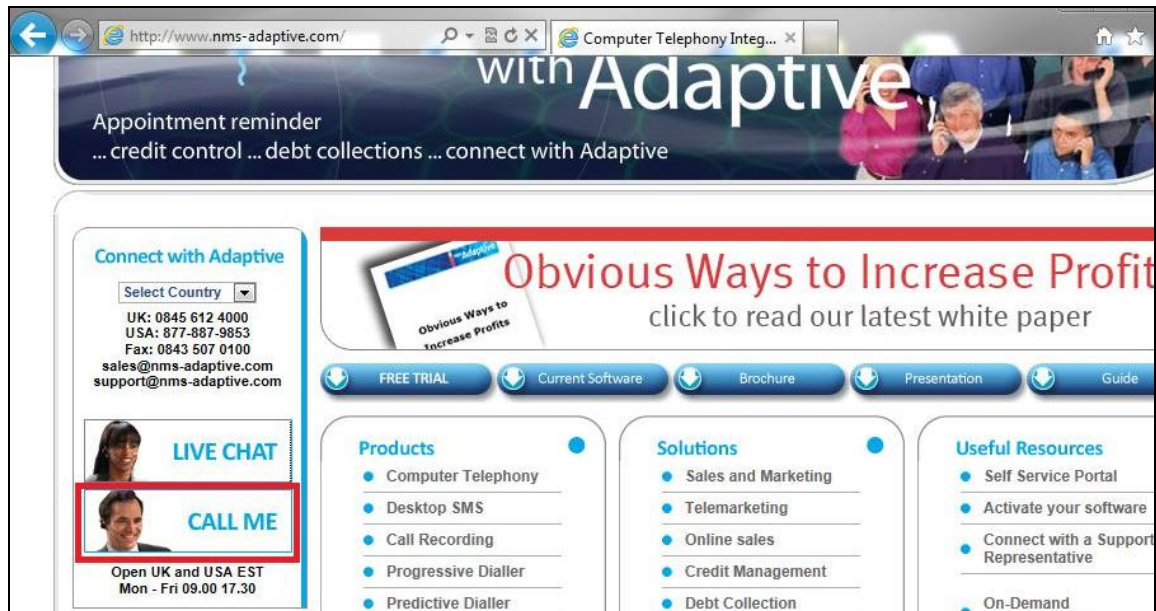 http://www.nms-adaptive.com/
Computer Telephony Integ...
with Adaptive
Appointment reminder
... credit control ... debt collections ... connect with Adaptive
Connect with Adaptive
Select Country
UK: 0845 612 4000
USA: 877-887-9853
Fax: 0843 507 0100
sales@nms-adaptive.com
support@nms-adaptive.com
LIVE CHAT
CALL ME
Open UK and USA EST
Mon - Fri 09.00 17.30
Adaptive
Obvious Ways to
Increase Profits
Obvious Ways to Increase Profit
click to read our latest white paper
FREE TRIAL
Current Software
Brochure
Presentation
Guide
Products
Computer Telephony
Desktop SMS
Call Recording
Progressive Dialler
Predictive Dialler
Solutions
Sales and Marketing
Telemarketing
Online sales
Credit Management
Debt Collection
Useful Resources
Self Service Portal
Activate your software
Connect with a Support
Representative
On-Demand